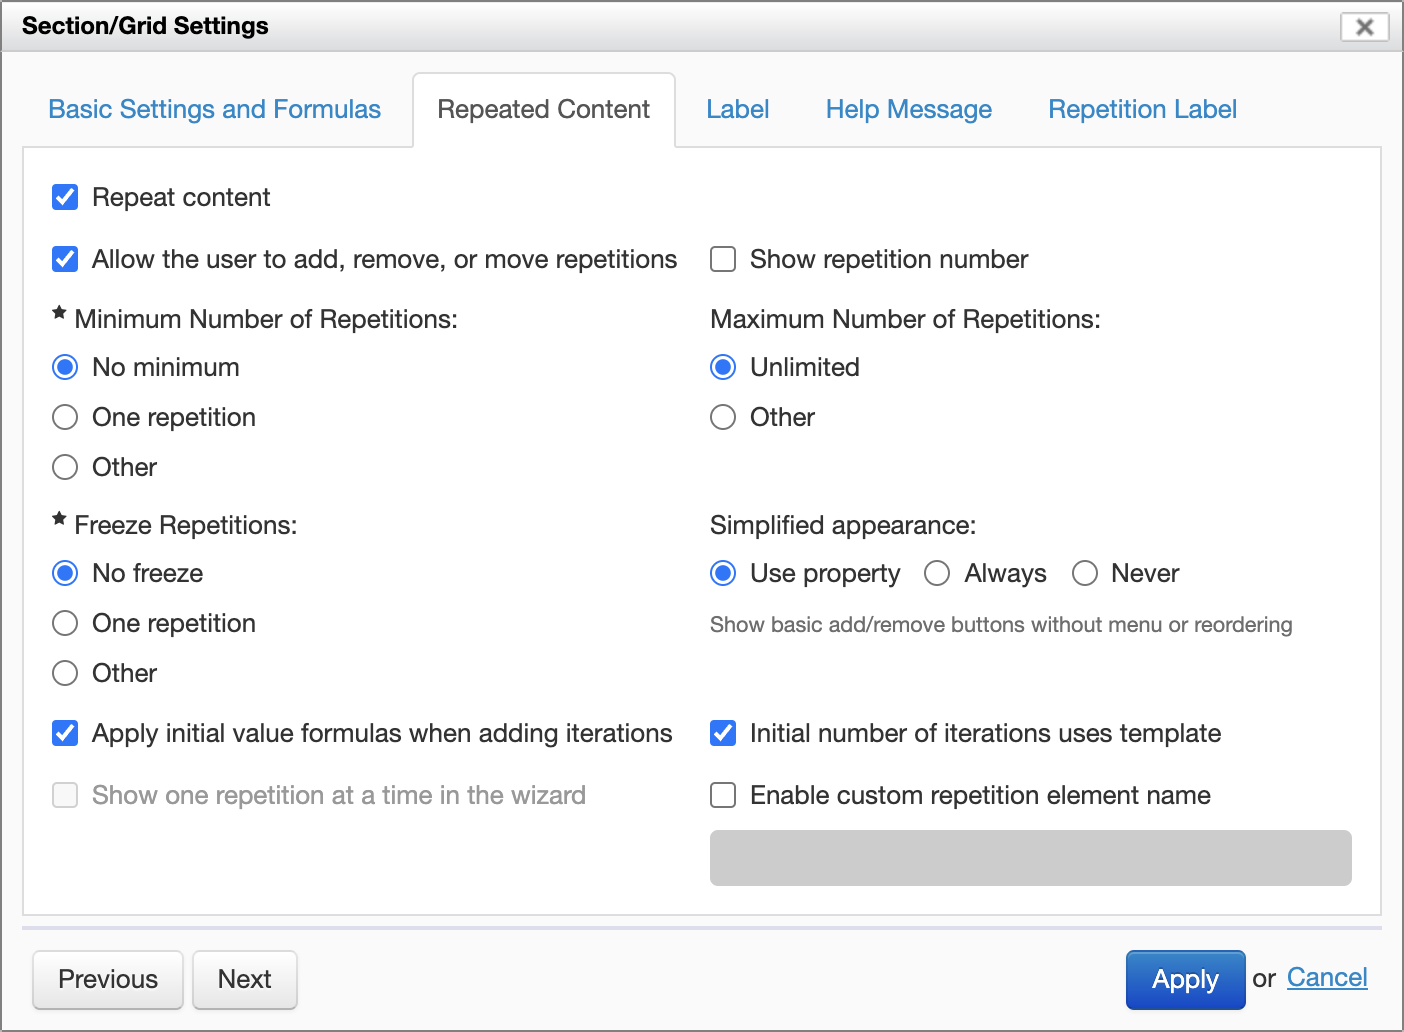 Section/Grid Settings
Basic Settings and Formulas
Repeated Content
Label
Help Message
Repetition Label
Repeat content
Allow the user to add, remove, or move repetitions
Show repetition number
★ Minimum Number of Repetitions:
Maximum Number of Repetitions:
No minimum
Unlimited
One repetition
Other
Other
★ Freeze Repetitions:
Simplified appearance:
No freeze
Use property
Always
Never
One repetition
Show basic add/remove buttons without menu or reordering
Other
Apply initial value formulas when adding iterations
Initial number of iterations uses template
Show one repetition at a time in the wizard
Enable custom repetition element name
Previous
Next
Apply or Cancel